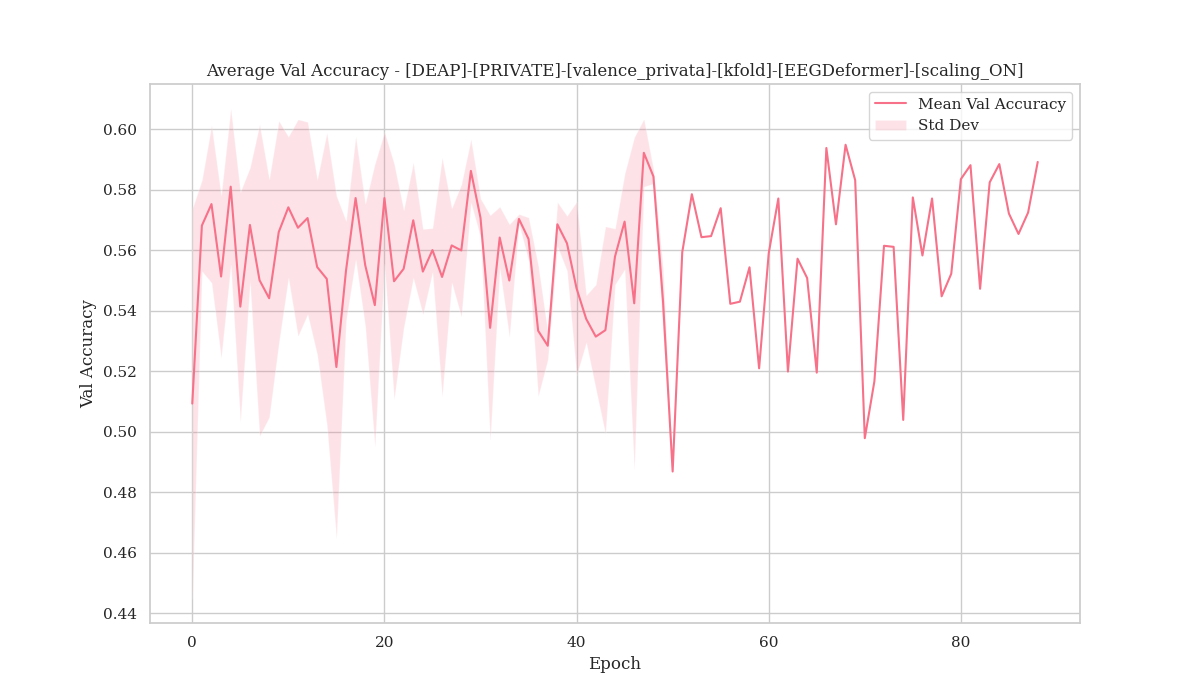 Average Val Accuracy - [DEAP]-[PRIVATE]-[valence_privata]-[kfold]-[EEGDeformer]-[scaling_ON]
Mean Val Accuracy
Std Dev
Val Accuracy
0.60
0.58
0.56
0.54
0.52
0.50
0.48
0.46
0.44
0 20 40 60 80
Epoch